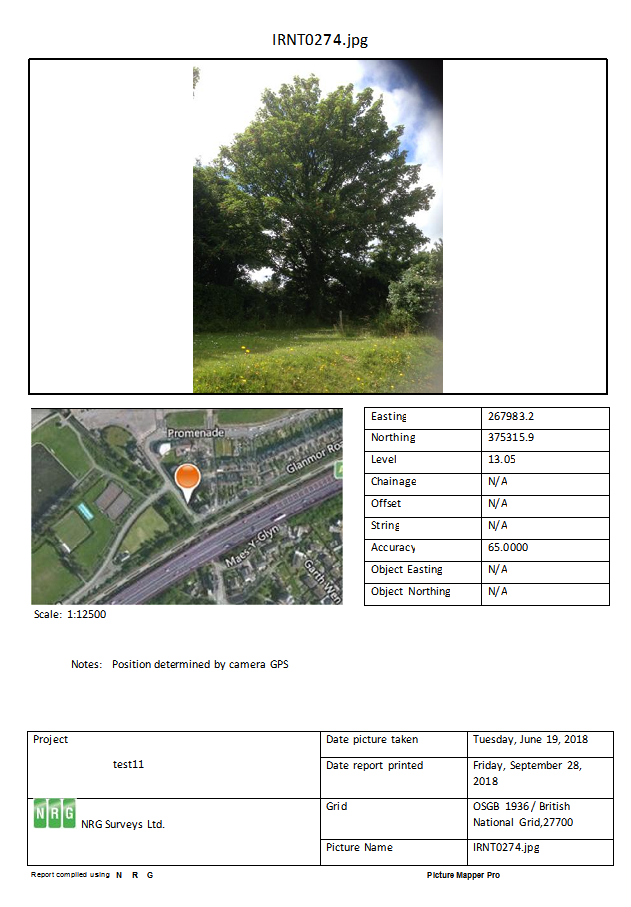 IRNT0274.jpg
Promenade
Glanmor Roa
A
Maes-Y-Glyn
Garth-Wen
Scale: 1:12500
Easting 267983.2
Northing 375315.9
Level 13.05
Chainage N/A
Offset N/A
String N/A
Accuracy 65.0000
Object Easting N/A
Object Northing N/A
Notes: Position determined by camera GPS
Project
test11
NRG
NRG Surveys Ltd.
Date picture taken Tuesday, June 19, 2018
Date report printed Friday, September 28,
2018
Grid OSGB 1936/ British
National Grid,27700
Picture Name IRNT0274.jpg
Report compiled using N R G
Picture Mapper Pro